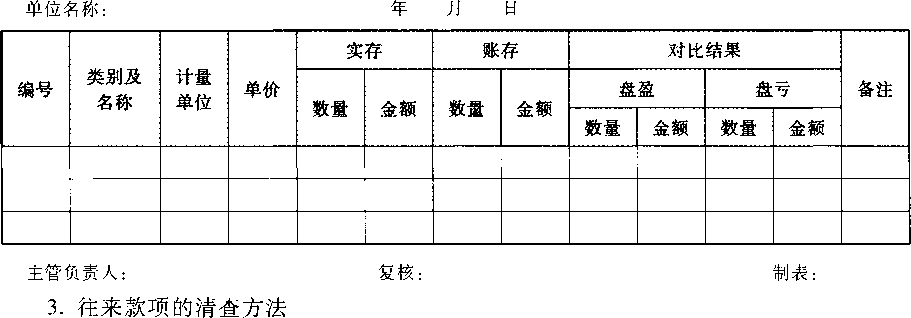 单位名称： 年 月 日
实存 账存 对比结果
编号 类别及名称 计量单位 单价 数量 金额 数量 金额 盘盈 盘亏 备注
数量 金额 数量 金额
主管负责人： 复核： 制表：
3. 往来款项的清查方法